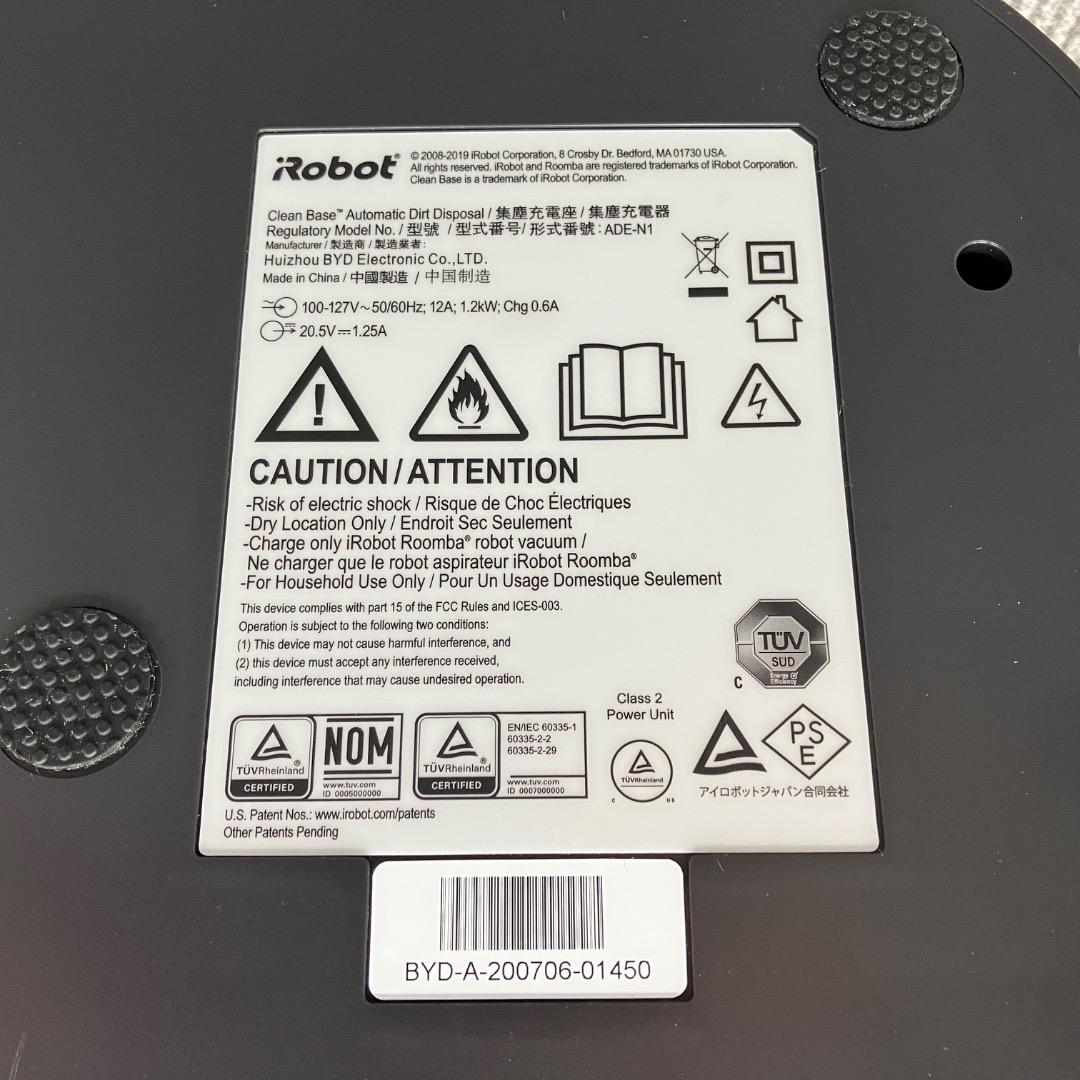 iRobot®
© 2008-2019 iRobot Corporation, 8 Crosby Dr. Bedford, MA 01730 USA.
All rights reserved. iRobot and Roomba are registered trademarks of iRobot Corporation.
Clean Base is a trademark of iRobot Corporation.
Clean Base™ Automatic Dirt Disposal / 集塵充電座 / 集塵充電器
Regulatory Model No. / 型號 / 型式番号/ 形式番號: ADE-N1
Manufacturer / 製造商 / 製造業者:
Huizhou BYD Electronic Co.,LTD.
Made in China / 中國製造 / 中国制造
100-127V~50/60Hz; 12A; 1.2kW; Chg 0.6A
20.5V⎓1.25A
CAUTION / ATTENTION
-Risk of electric shock / Risque de Choc Électriques
-Dry Location Only / Endroit Sec Seulement
-Charge only iRobot Roomba® robot vacuum /
Ne charger que le robot aspirateur iRobot Roomba®
-For Household Use Only / Pour Un Usage Domestique Seulement
This device complies with part 15 of the FCC Rules and ICES-003.
Operation is subject to the following two conditions:
(1) This device may not cause harmful interference, and
(2) this device must accept any interference received,
including interference that may cause undesired operation.
TÜV
SÜD
Energy
Efficiency
C
Class 2
Power Unit
TÜVRheinland®
CERTIFIED
NOM
www.tuv.com
ID 0005000000
TÜVRheinland®
CERTIFIED
EN/IEC 60335-1
60335-2-2
60335-2-29
www.tuv.com
ID 0007000000
TÜVRheinland
C US
PS
E
アイロボットジャパン合同会社
U.S. Patent Nos.: www.irobot.com/patents
Other Patents Pending
BYD-A-200706-01450